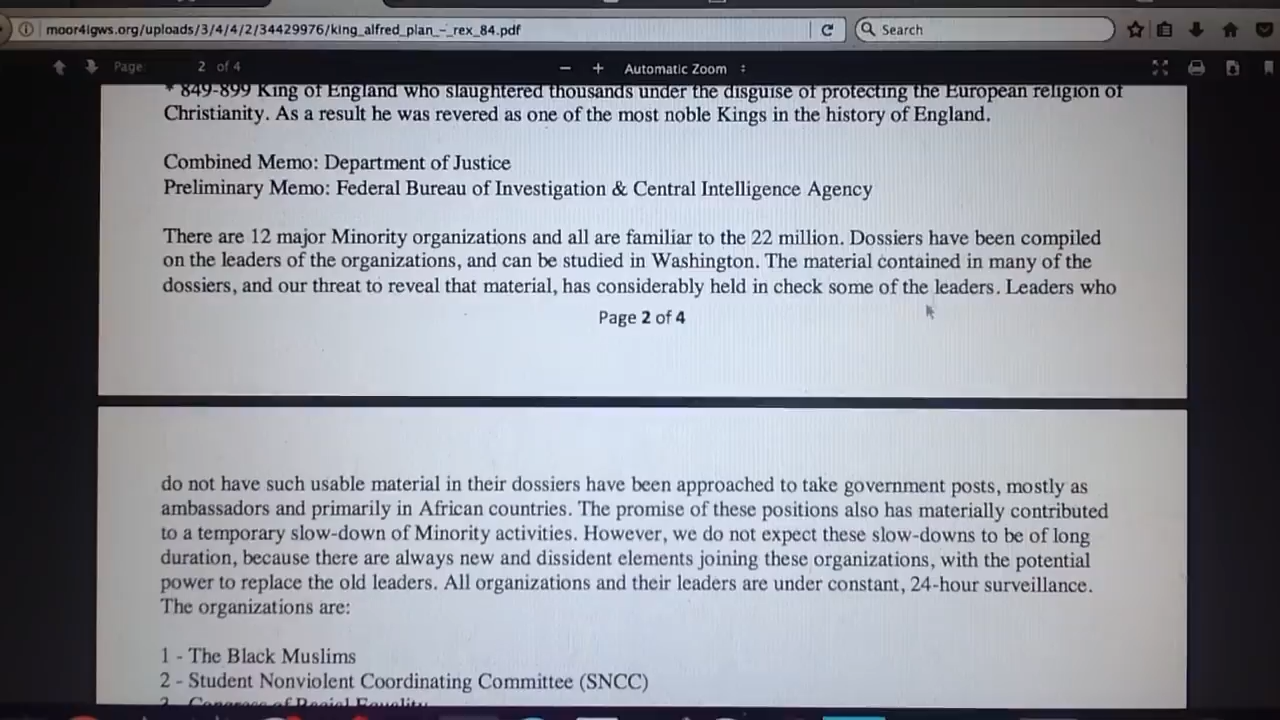 moor4igws.org/uploads/3/4/4/2/34429976/king_alfred_plan_-_rex_84.pdf
Search
Page: 2 of 4
Automatic Zoom
* 849-899 King of England who slaughtered thousands under the disguise of protecting the European religion of
Christianity. As a result he was revered as one of the most noble Kings in the history of England.
Combined Memo: Department of Justice
Preliminary Memo: Federal Bureau of Investigation & Central Intelligence Agency
There are 12 major Minority organizations and all are familiar to the 22 million. Dossiers have been compiled
on the leaders of the organizations, and can be studied in Washington. The material contained in many of the
dossiers, and our threat to reveal that material, has considerably held in check some of the leaders. Leaders who
Page 2 of 4
do not have such usable material in their dossiers have been approached to take government posts, mostly as
ambassadors and primarily in African countries. The promise of these positions also has materially contributed
to a temporary slow-down of Minority activities. However, we do not expect these slow-downs to be of long
duration, because there are always new and dissident elements joining these organizations, with the potential
power to replace the old leaders. All organizations and their leaders are under constant, 24-hour surveillance.
The organizations are:
1 - The Black Muslims
2 - Student Nonviolent Coordinating Committee (SNCC)
3 - Congress of Racial Equality